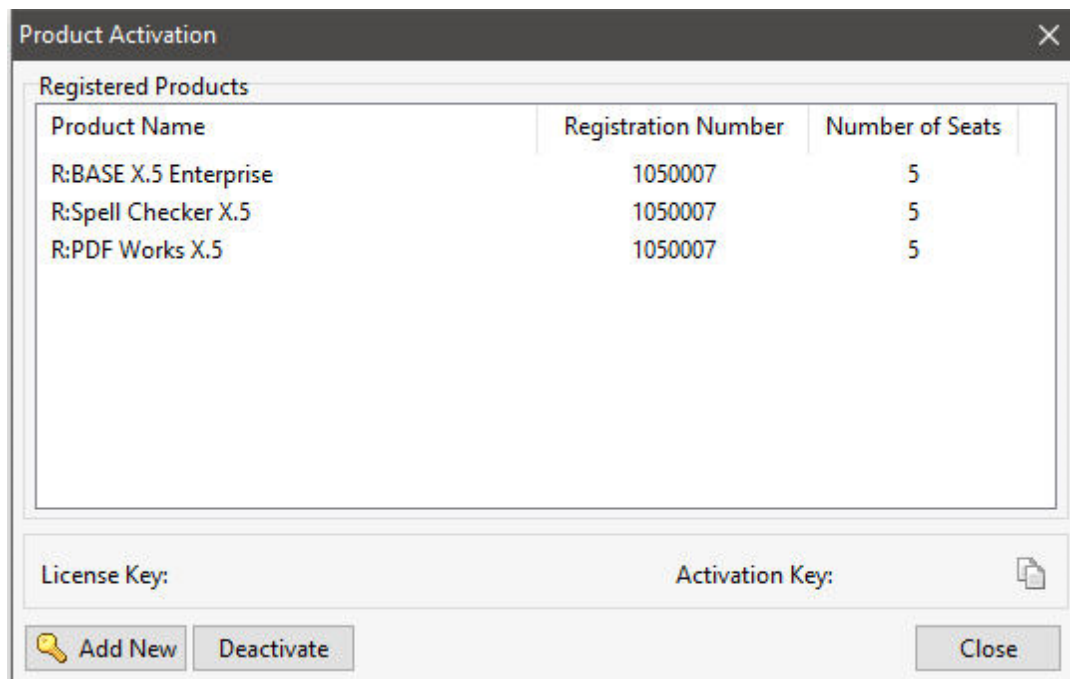 Product Activation
Registered Products
Product Name Registration Number Number of Seats
R:BASE X.5 Enterprise 1050007 5
R:Spell Checker X.5 1050007 5
R:PDF Works X.5 1050007 5
License Key: Activation Key:
Add New Deactivate Close